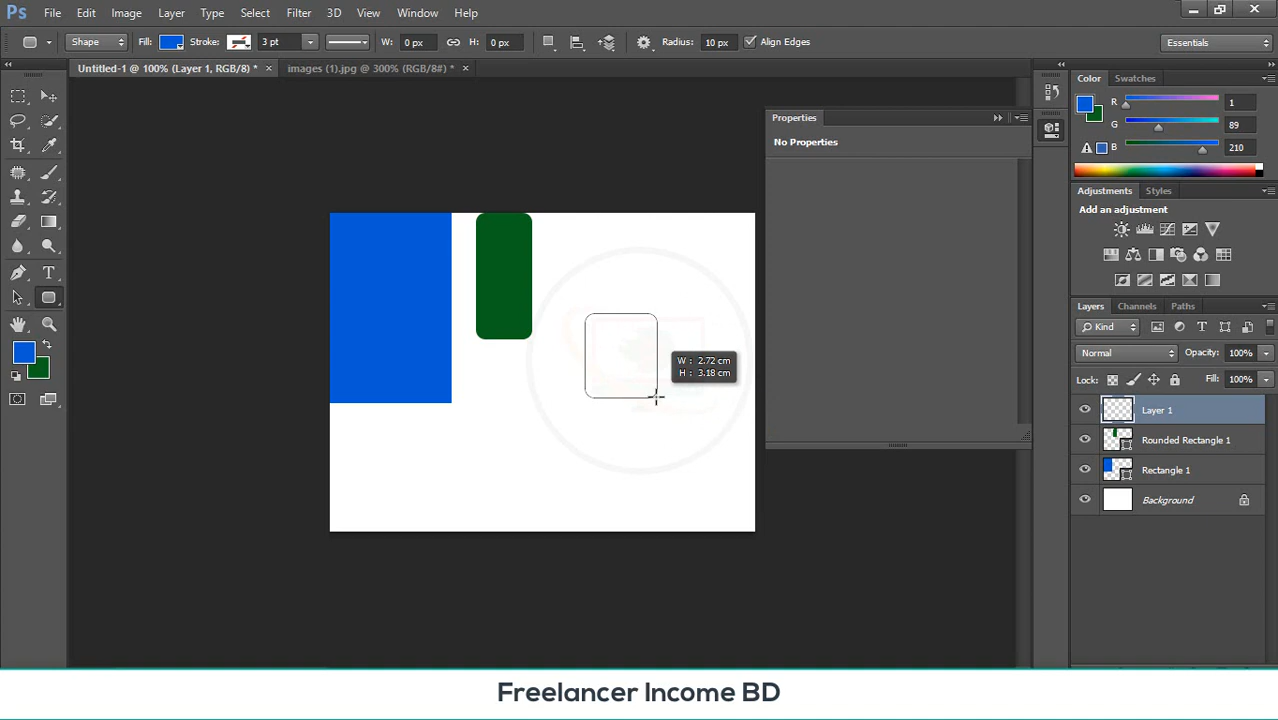 Ps File Edit Image Layer Type Select Filter 3D View Window Help
Shape Fill: Stroke: 3 pt W: 0 px H: 0 px Radius: 10 px Align Edges Essentials
Untitled-1 @ 100% (Layer 1, RGB/8) * × images (1).jpg @ 300% (RGB/8#) * ×
Properties
No Properties
W : 2.72 cm
H : 3.18 cm
Color Swatches
R 1
G 89
B 210
Adjustments Styles
Add an adjustment
Layers Channels Paths
Kind
Normal Opacity: 100%
Lock: Fill: 100%
Layer 1
Rounded Rectangle 1
Rectangle 1
Background
Freelancer Income BD